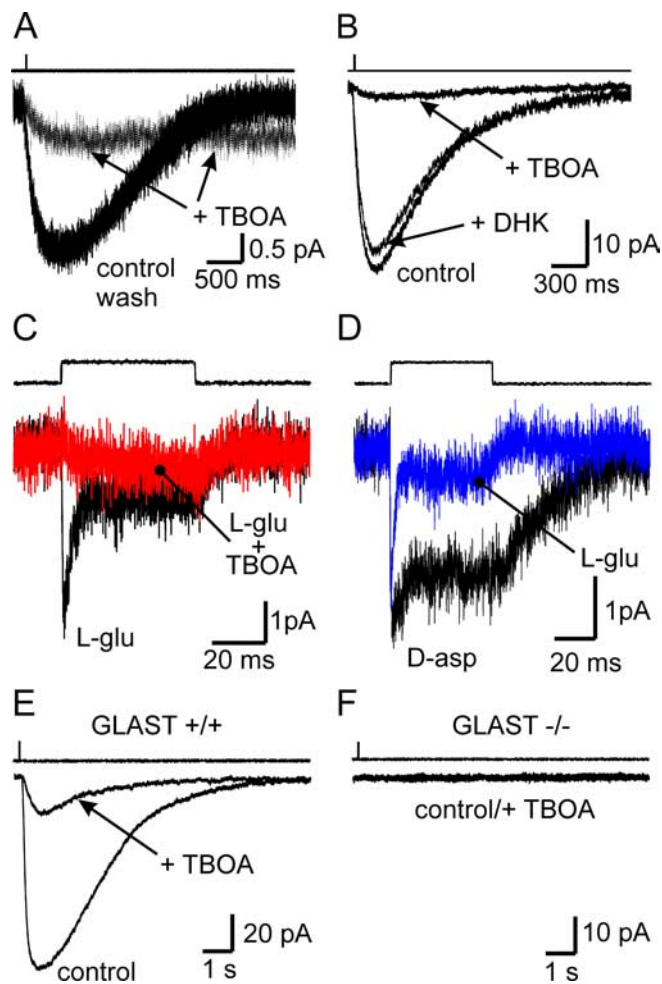 A
+ TBOA
control
wash
0.5 pA
500 ms
B
+ TBOA
+ DHK
control
10 pA
300 ms
C
L-glu
+
TBOA
L-glu
1pA
20 ms
D
L-glu
D-asp
1pA
20 ms
E
GLAST +/+
+ TBOA
control
20 pA
1 s
F
GLAST -/-
control/+ TBOA
10 pA
1 s